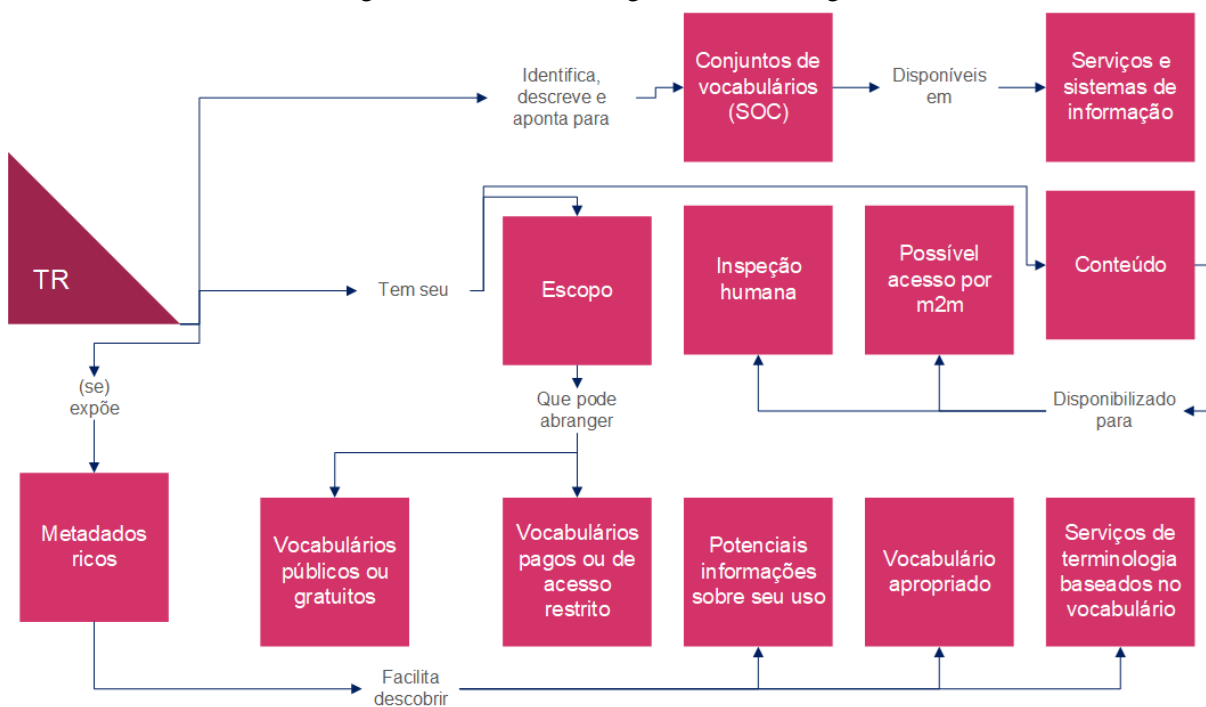 Identifica,
descreve e
aponta para
Conjuntos de
vocabulários
(SOC)
Disponíveis
em
Serviços e
sistemas de
informação
TR
Tem seu
Escopo
Inspeção
humana
Possível
acesso por
m2m
Conteúdo
(se)
expõe
Que pode
abranger
Disponibilizado
para
Metadados
ricos
Vocabulários
públicos ou
gratuitos
Vocabulários
pagos ou de
acesso
restrito
Potenciais
informações
sobre seu uso
Vocabulário
apropriado
Serviços de
terminologia
baseados no
vocabulário
Facilita
descobrir